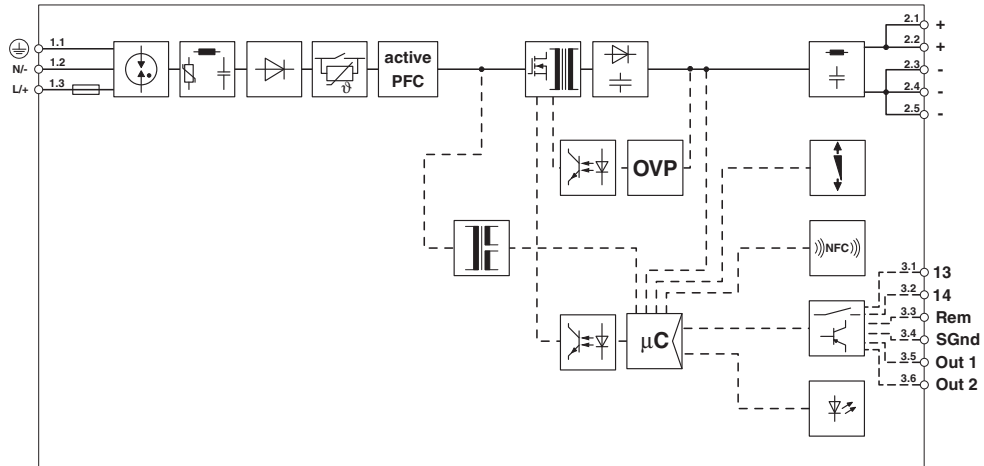 1.1
N/- 1.2
L/+ 1.3
ϑ
active
PFC
2.1 +
2.2 +
2.3 -
2.4 -
2.5 -
OVP
NFC
μC
3.1 13
3.2 14
3.3 Rem
3.4 SGnd
3.5 Out 1
3.6 Out 2